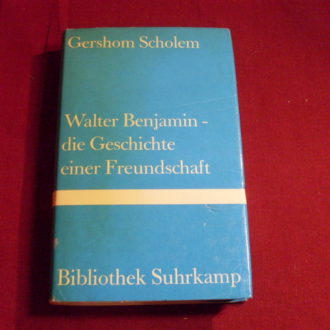 Gershom Scholem
Walter Benjamin -
die Geschichte
einer Freundschaft
Bibliothek Suhrkamp